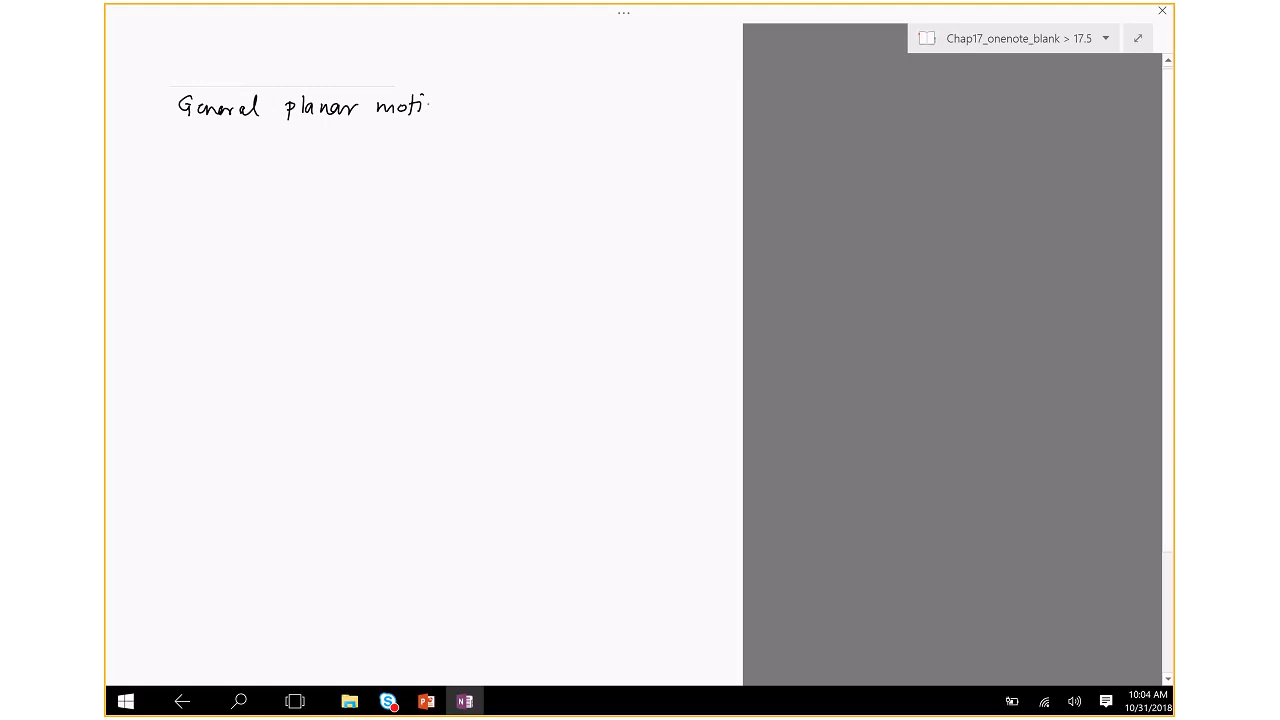 ...
Chap17_onenote_blank > 17.5
General planar moti
10:04 AM
10/31/2018